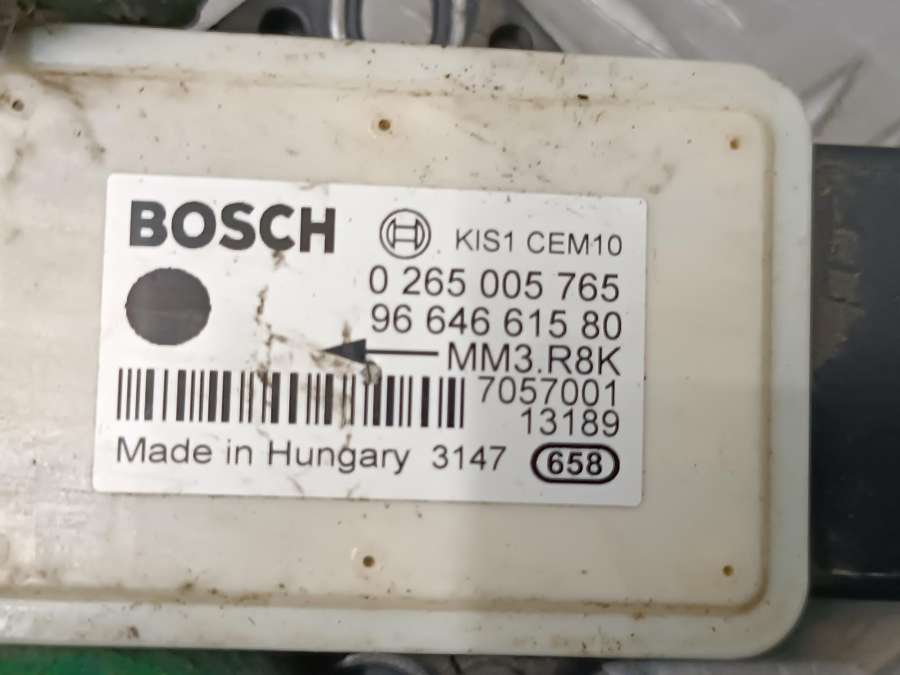 BOSCH KIS1 CEM10
0 265 005 765
96 646 615 80
MM3.R8K
7057001
13189
Made in Hungary 3147 658